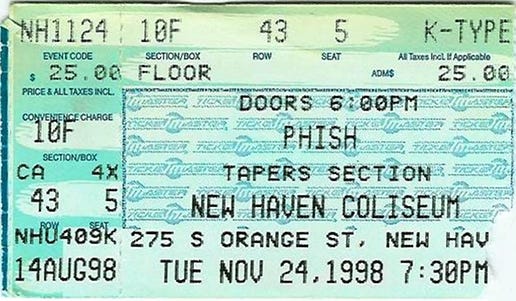 NH1124 10F 43 5 K-TYPE
EVENT CODE SECTION/BOX ROW SEAT All Taxes Incl. If Applicable
$ 25.00 FLOOR ADM$ 25.00
PRICE & ALL TAXES INCL.
DOORS 6:00PM
CONVENIENCE CHARGE
10F PHISH
SECTION/BOX
CA 4X TAPERS SECTION
43 5 NEW HAVEN COLISEUM
NHU409K 275 S ORANGE ST, NEW HAV
14AUG98 TUE NOV 24,1998 7:30PM